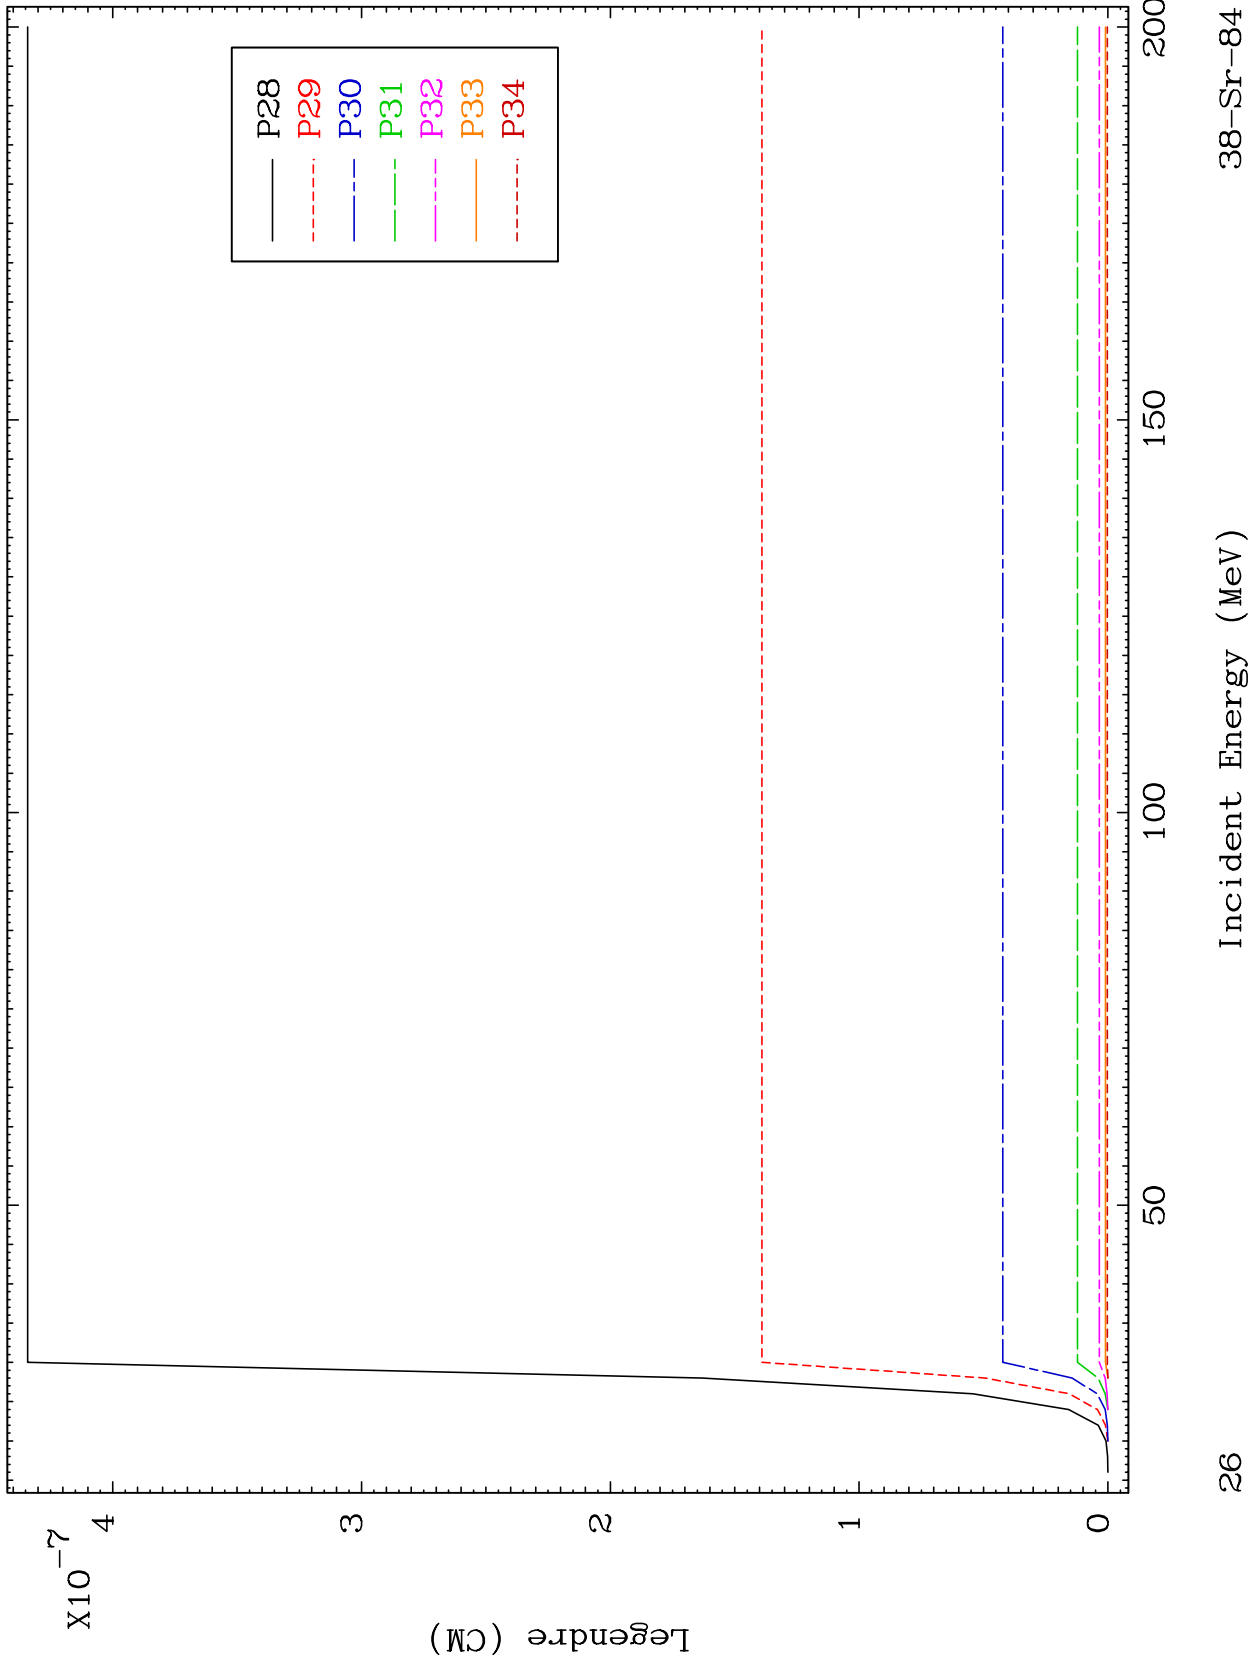 X10-7
4
3
2
1
0
Legendre (CM)
P28
P29
P30
P31
P32
P33
P34
50
100
150
200
Incident Energy (MeV)
26
38-Sr-84